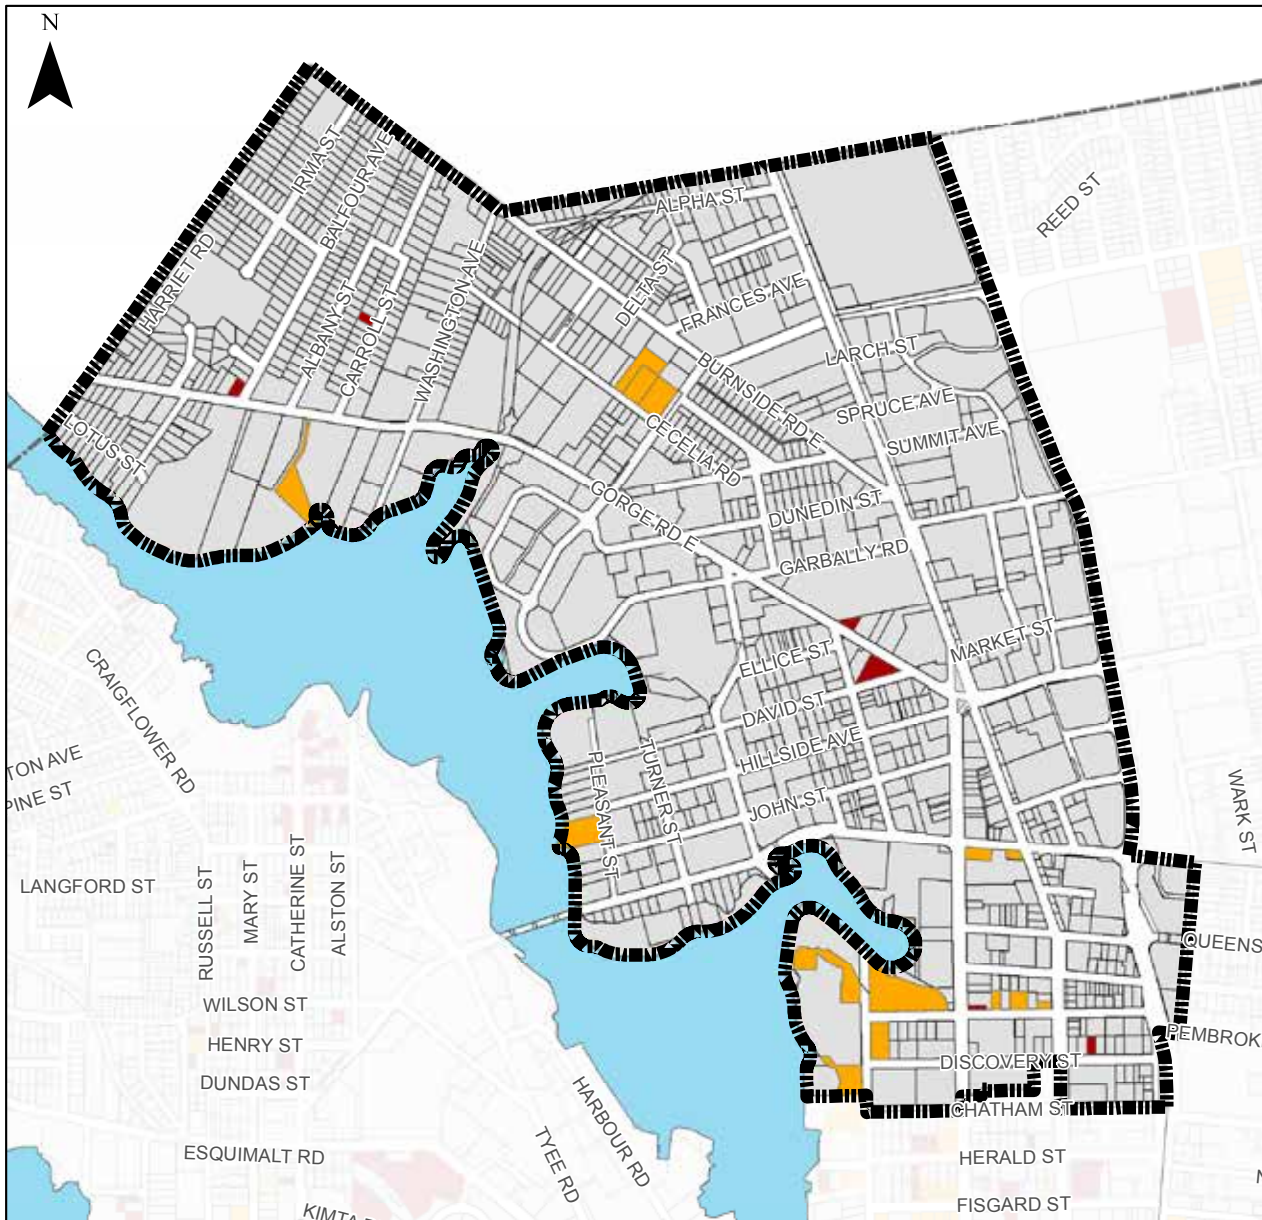 N
IRMA ST
BALFOUR AVE
HARRIET RD
ALPHA ST
REED ST
WASHINGTON AVE
DELTA ST
FRANCES AVE
ALBANY ST
CARROLL ST
LARCH ST
BURNSIDE RD E
SPRUCE AVE
SUMMIT AVE
LOTUS ST
CECELIA RD
GORGE RD E
DUNEDIN ST
GARBALLY RD
MARKET ST
ELLICE ST
CRAIGFLOWER RD
DAVID ST
HILLSIDE AVE
TON AVE
PINE ST
PLEASANT ST
TURNER ST
JOHN ST
WARK ST
LANGFORD ST
RUSSELL ST
MARY ST
CATHERINE ST
ALSTON ST
QUEENS
WILSON ST
PEMBROK
HENRY ST
DISCOVERY ST
DUNDAS ST
HARBOUR RD
CHATHAM ST
TYEE RD
ESQUIMALT RD
HERALD ST
FISGARD ST